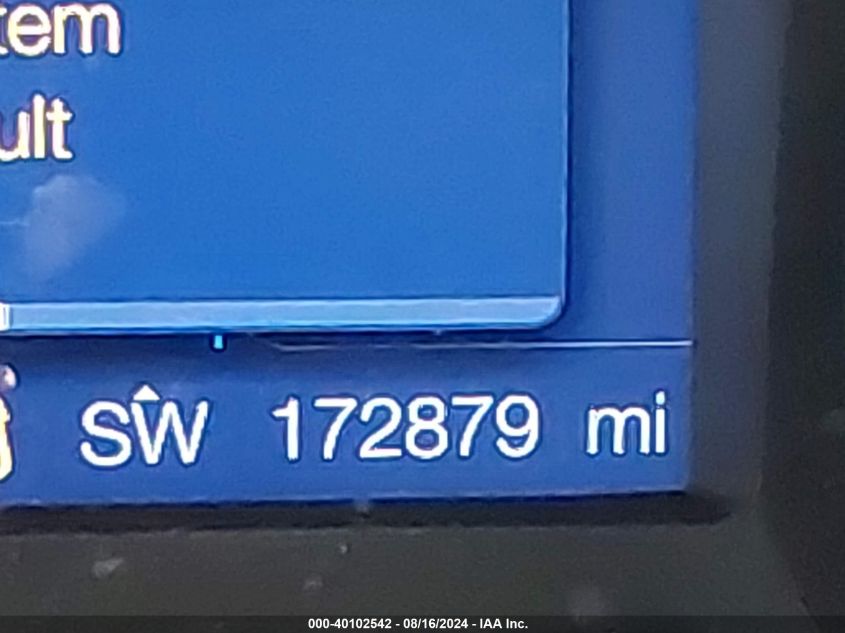 tem
ult
SW 172879 mi
000-40102542 - 08/16/2024 - IAA Inc.